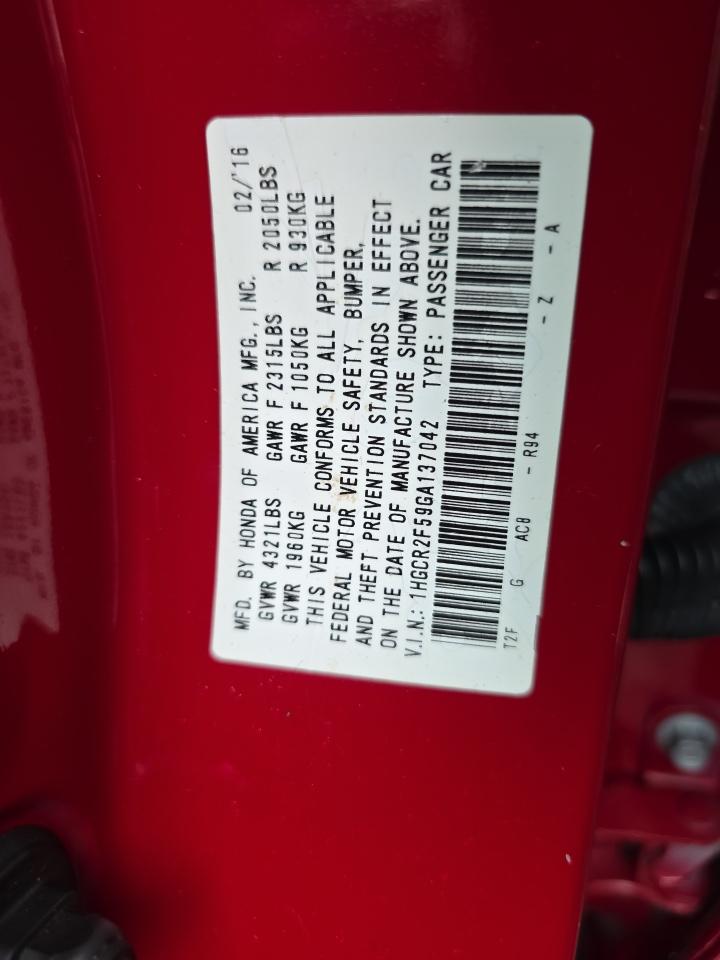 MFD. BY HONDA OF AMERICA MFG., INC. 02/'16
GVWR 4321LBS GAWR F 2315LBS R 2050LBS
GVWR 1960KG GAWR F 1050KG R 930KG
THIS VEHICLE CONFORMS TO ALL APPLICABLE
FEDERAL MOTOR VEHICLE SAFETY, BUMPER,
AND THEFT PREVENTION STANDARDS IN EFFECT
ON THE DATE OF MANUFACTURE SHOWN ABOVE.
V.I.N.: 1HGCR2F59GA137042 TYPE: PASSENGER CAR
T2F G AC8 - R94 - Z - A